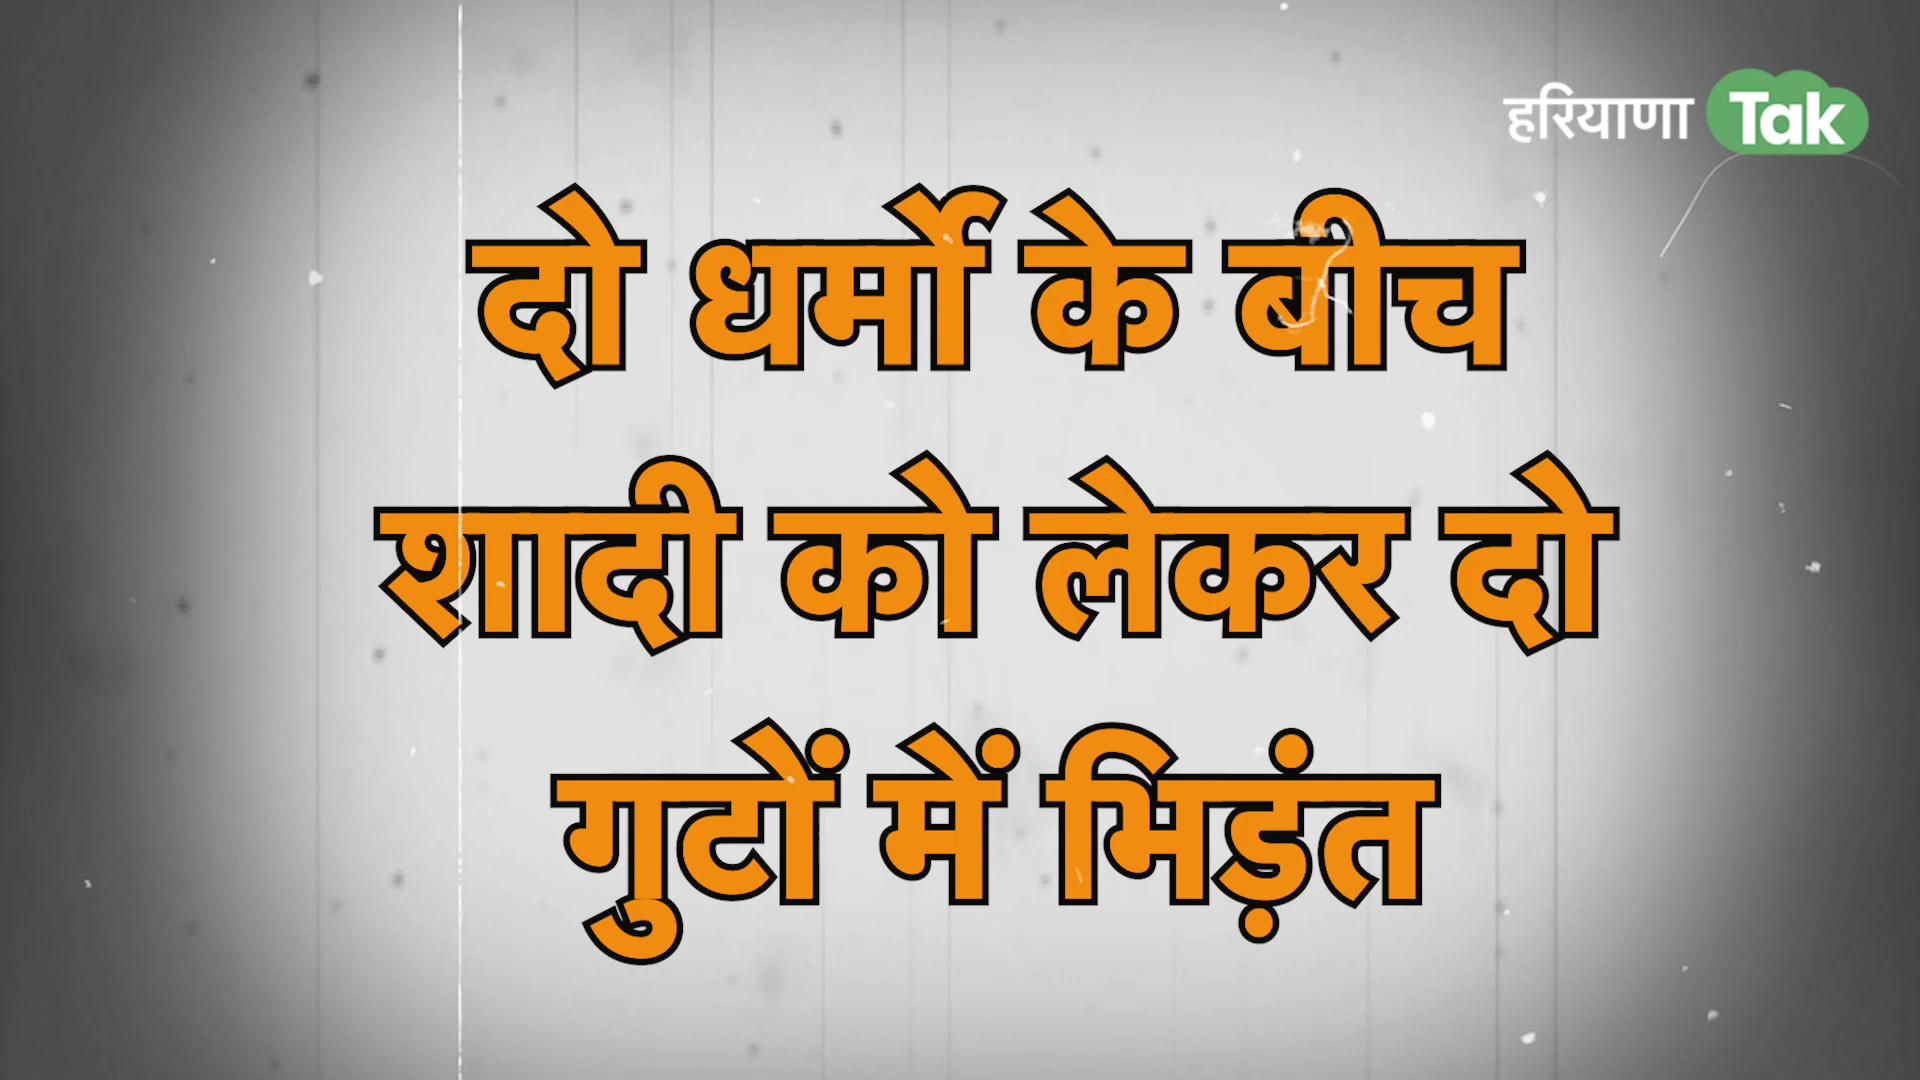 हरियाणा Tak
दो धर्मो के बीच
शादी को लेकर दो
गुटों में भिड़ंत